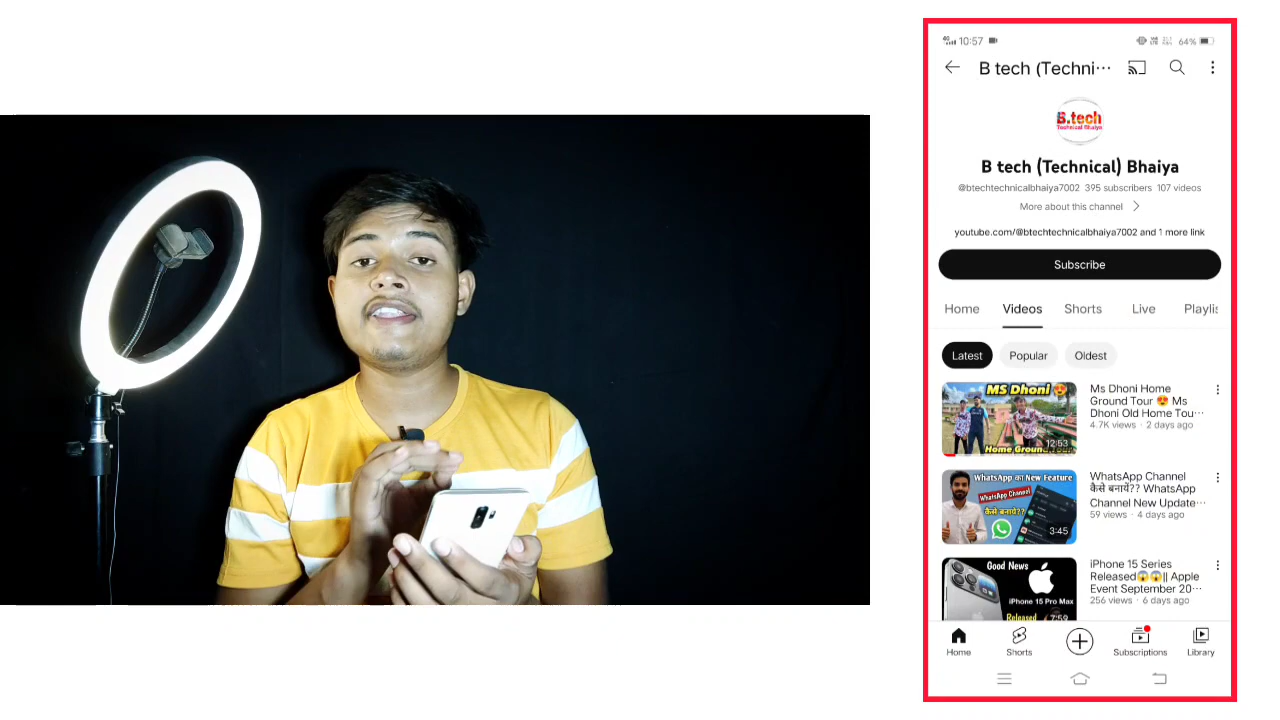 4G 10:57 64%
B tech (Techni...
B.tech
Technical Bhaiya
B tech (Technical) Bhaiya
@btechtechnicalbhaiya7002 395 subscribers 107 videos
More about this channel
youtube.com/@btechtechnicalbhaiya7002 and 1 more link
Subscribe
Home Videos Shorts Live Playlis
Latest Popular Oldest
MS Dhoni
12:53
Home Ground
Ms Dhoni Home
Ground Tour 😍 Ms
Dhoni Old Home Tou...
4.7K views · 2 days ago
WhatsApp का New Feature
WhatsApp Channel
कैसे बनायें??
3:45
WhatsApp Channel
कैसे बनायें?? WhatsApp
Channel New Update...
59 views · 4 days ago
Good News
iPhone 15 Pro Max
Released
7:59
iPhone 15 Series
Released😱😱|| Apple
Event September 20...
256 views · 6 days ago
Home Shorts Subscriptions Library